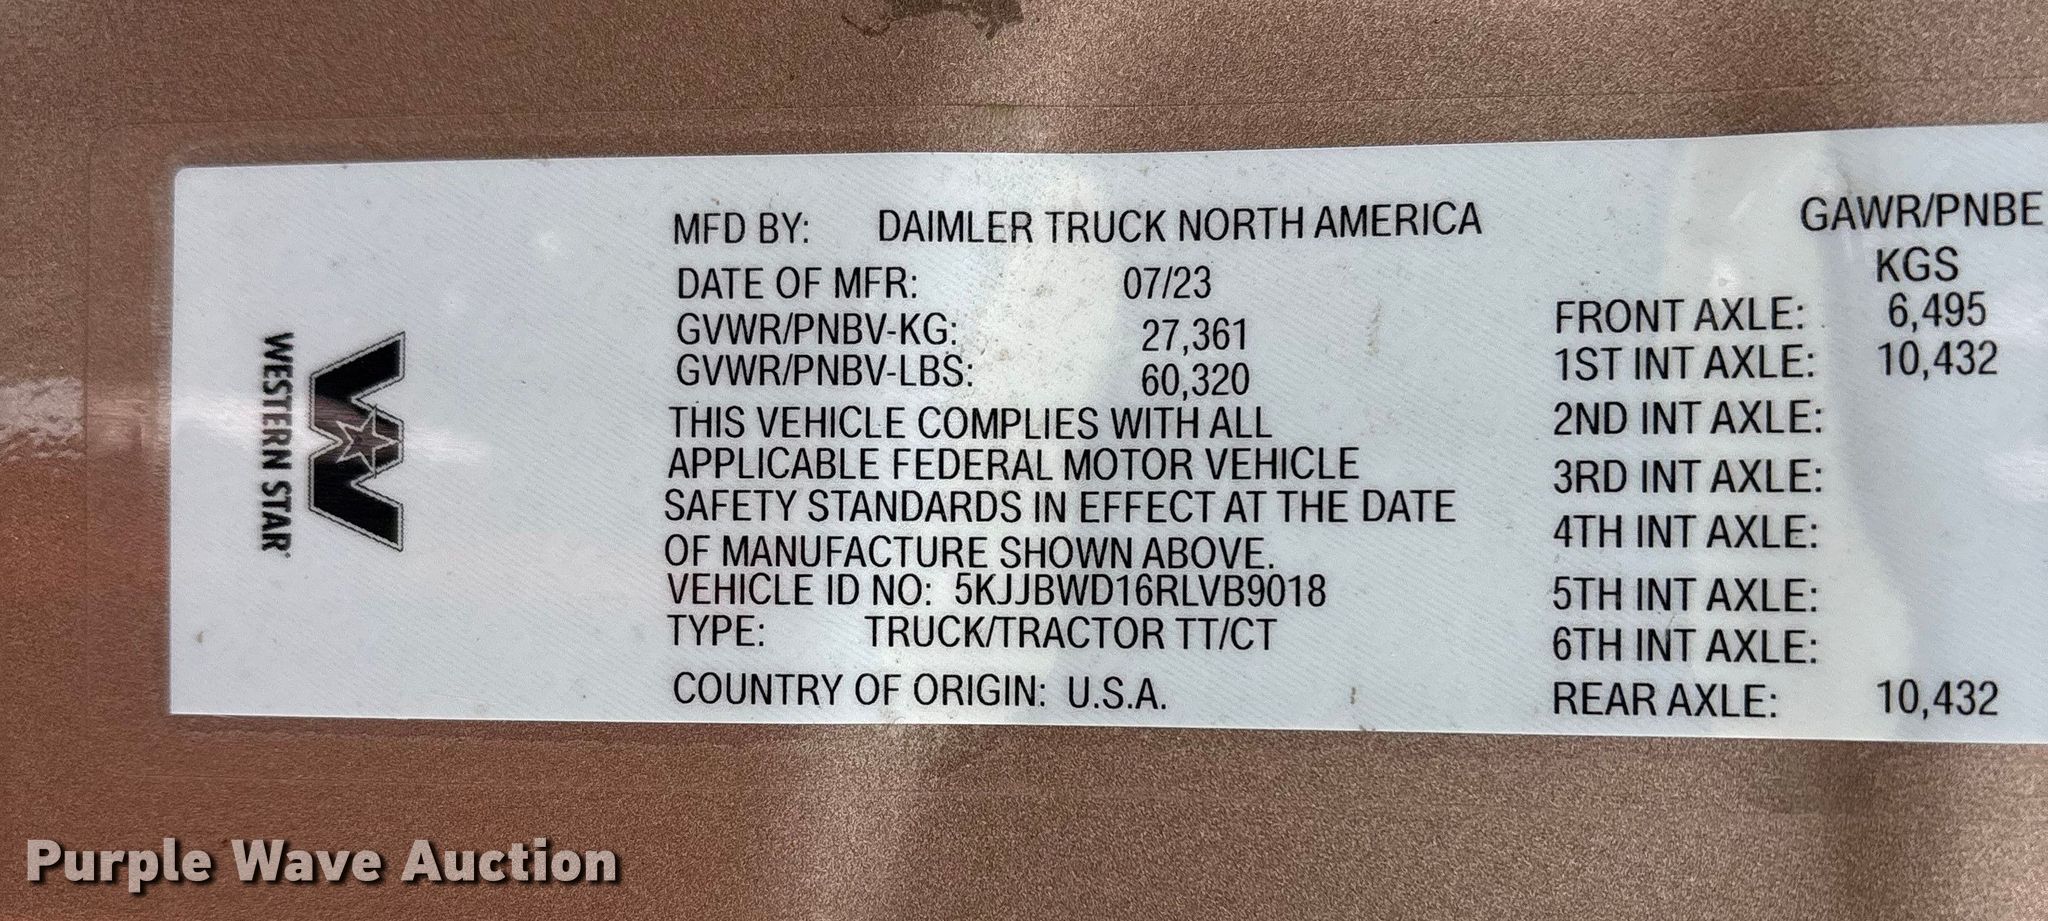 WESTERN STAR
MFD BY: DAIMLER TRUCK NORTH AMERICA
DATE OF MFR: 07/23
GVWR/PNBV-KG: 27,361
GVWR/PNBV-LBS: 60,320
THIS VEHICLE COMPLIES WITH ALL
APPLICABLE FEDERAL MOTOR VEHICLE
SAFETY STANDARDS IN EFFECT AT THE DATE
OF MANUFACTURE SHOWN ABOVE.
VEHICLE ID NO: 5KJJBWD16RLVB9018
TYPE: TRUCK/TRACTOR TT/CT
COUNTRY OF ORIGIN: U.S.A.
GAWR/PNBE
KGS
FRONT AXLE: 6,495
1ST INT AXLE: 10,432
2ND INT AXLE:
3RD INT AXLE:
4TH INT AXLE:
5TH INT AXLE:
6TH INT AXLE:
REAR AXLE: 10,432
Purple Wave Auction